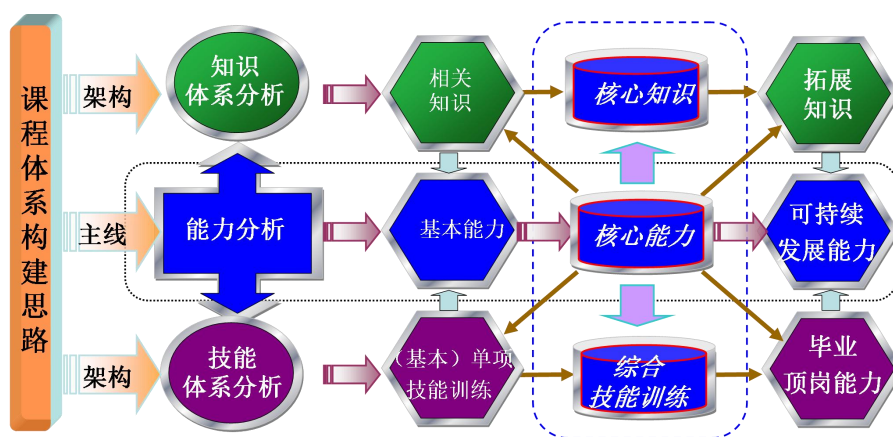 课程体系构建思路
架构
知识
体系分析
相关
知识
核心知识
拓展
知识
主线
能力分析
基本能力
核心能力
可持续
发展能力
架构
技能
体系分析
（基本）单项
技能训练
综合
技能训练
毕业
顶岗能力